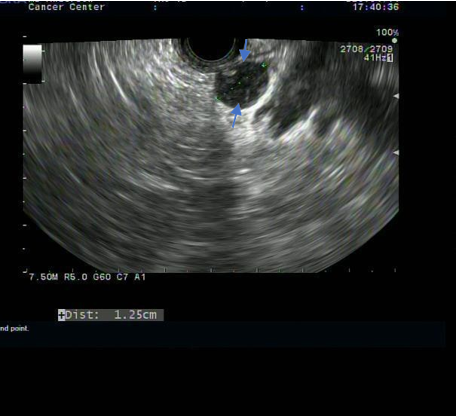 Cancer Center : : 17:40:36
100%
2708/2709
41Hz 1
7.50M R5.0 G60 C7 A1
+Dist: 1.25cm
nd point.